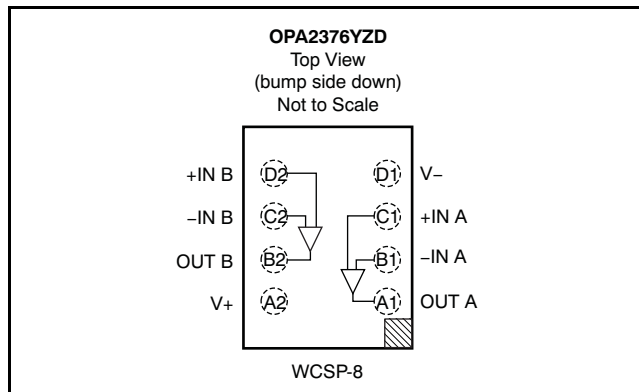 OPA2376YZD
Top View
(bump side down)
Not to Scale
+IN B D2 D1 V−
−IN B C2 C1 +IN A
OUT B B2 B1 −IN A
V+ A2 A1 OUT A
WCSP-8